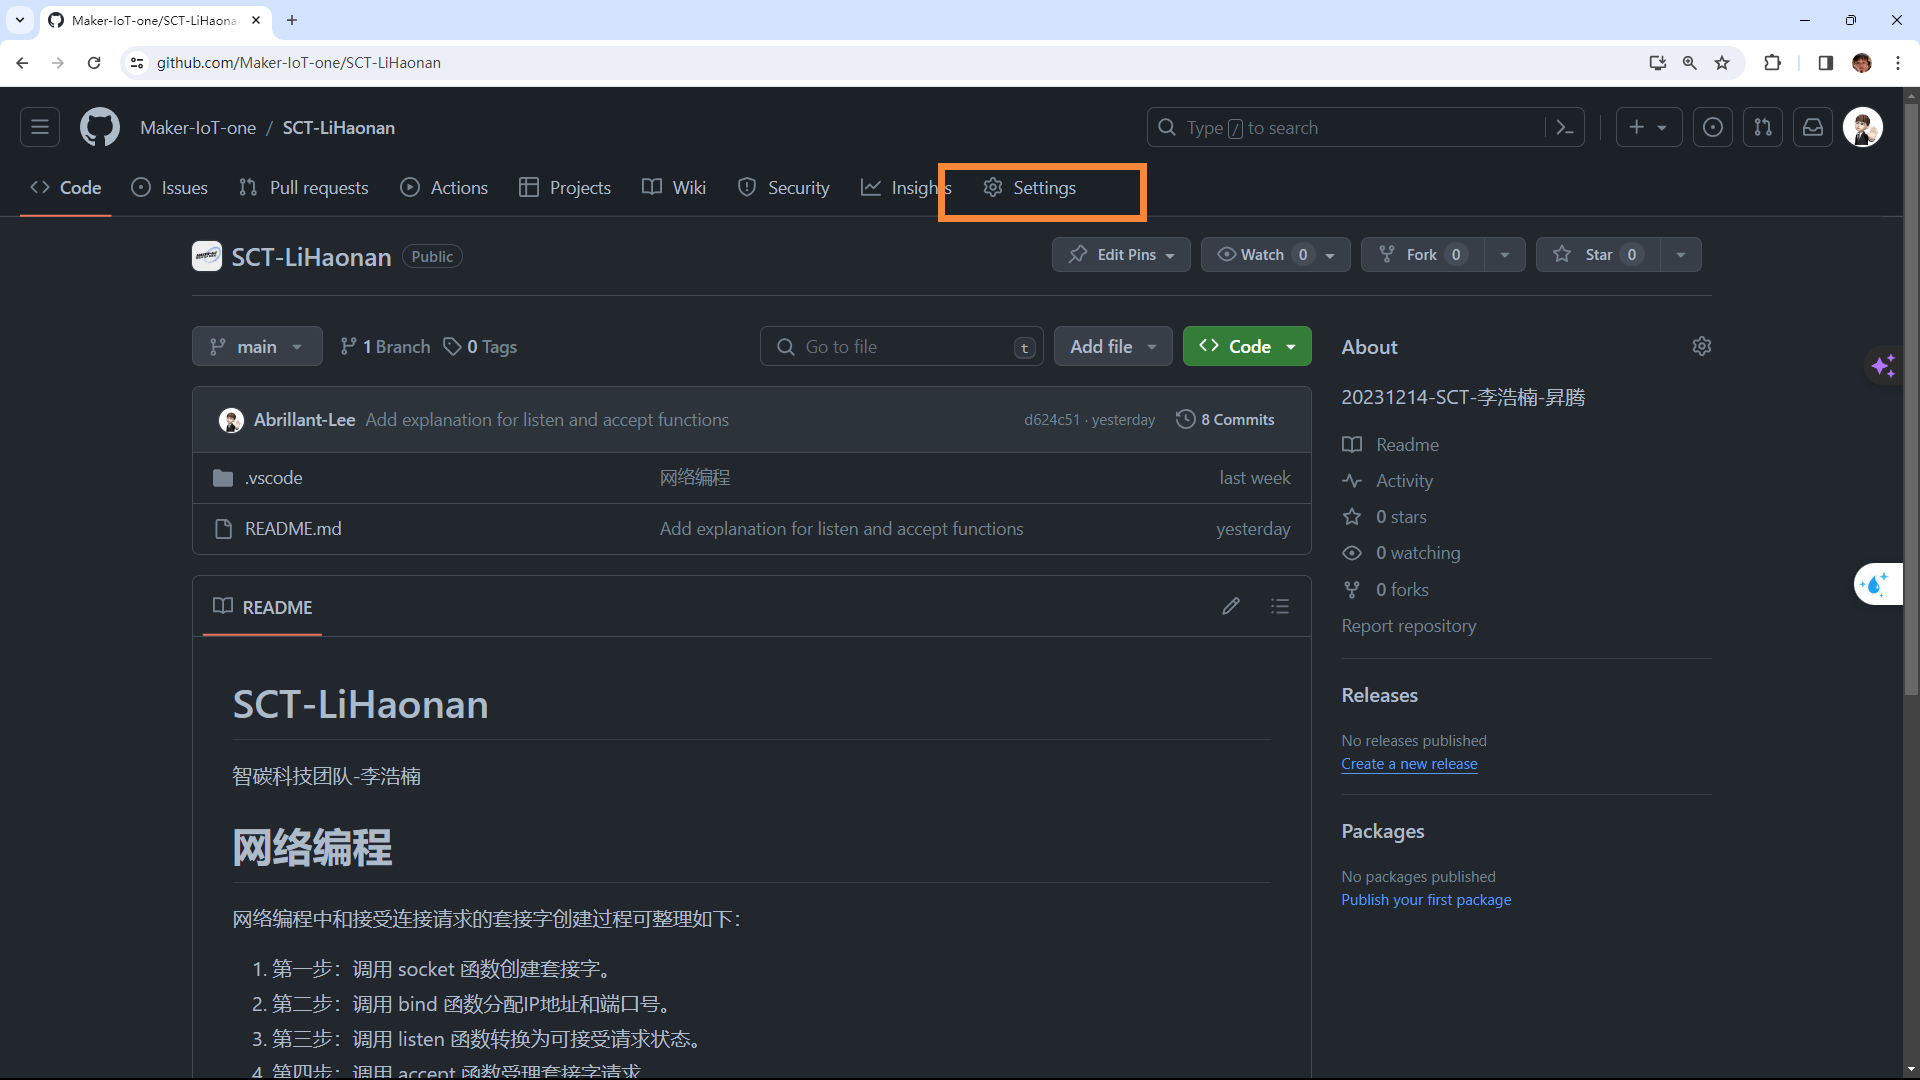 Maker-IoT-one/SCT-LiHaona
github.com/Maker-IoT-one/SCT-LiHaonan
Maker-IoT-one / SCT-LiHaonan
Type / to search
Code Issues Pull requests Actions Projects Wiki Security Insights Settings
SCT-LiHaonan Public
Edit Pins Watch 0 Fork 0 Star 0
main 1 Branch 0 Tags Go to file t Add file Code
Abrillant-Lee Add explanation for listen and accept functions d624c51 · yesterday 8 Commits
.vscode 网络编程 last week
README.md Add explanation for listen and accept functions yesterday
README
SCT-LiHaonan
智碳科技团队-李浩楠
网络编程
网络编程中和接受连接请求的套接字创建过程可整理如下：
1. 第一步：调用 socket 函数创建套接字。
2. 第二步：调用 bind 函数分配IP地址和端口号。
3. 第三步：调用 listen 函数转换为可接受请求状态。
4. 第四步：调用 accept 函数受理套接字请求
About
20231214-SCT-李浩楠-昇腾
Readme
Activity
0 stars
0 watching
0 forks
Report repository
Releases
No releases published
Create a new release
Packages
No packages published
Publish your first package